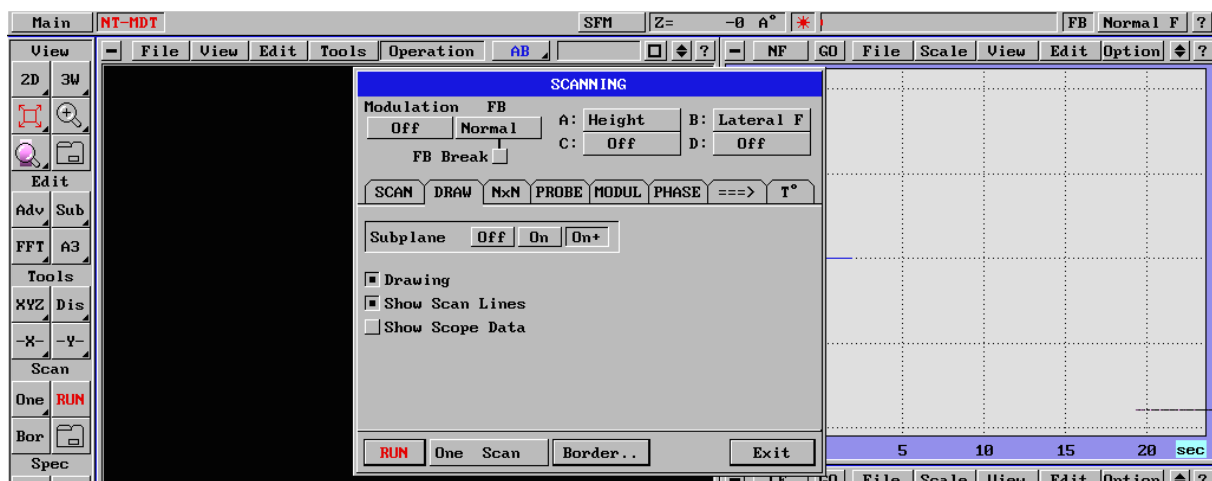 Main NT-MDT SFM Z= -0 A° FB Normal F ?
View - File View Edit Tools Operation AB ? - NF GO File Scale View Edit Option ?
2D 3W
SCANNING
Modulation FB
Off Normal A: Height B: Lateral F
C: Off D: Off
FB Break
Edit
SCAN DRAW NxN PROBE MODUL PHASE ===> T°
Adv Sub
Subplane Off On On+
FFT A3
Tools
Drawing
XYZ Dis
Show Scan Lines
Show Scope Data
-X- -Y-
Scan
One RUN
Bor
RUN One Scan Border.. Exit
5 10 15 20 sec
Spec
GO File Scale View Edit Option ?